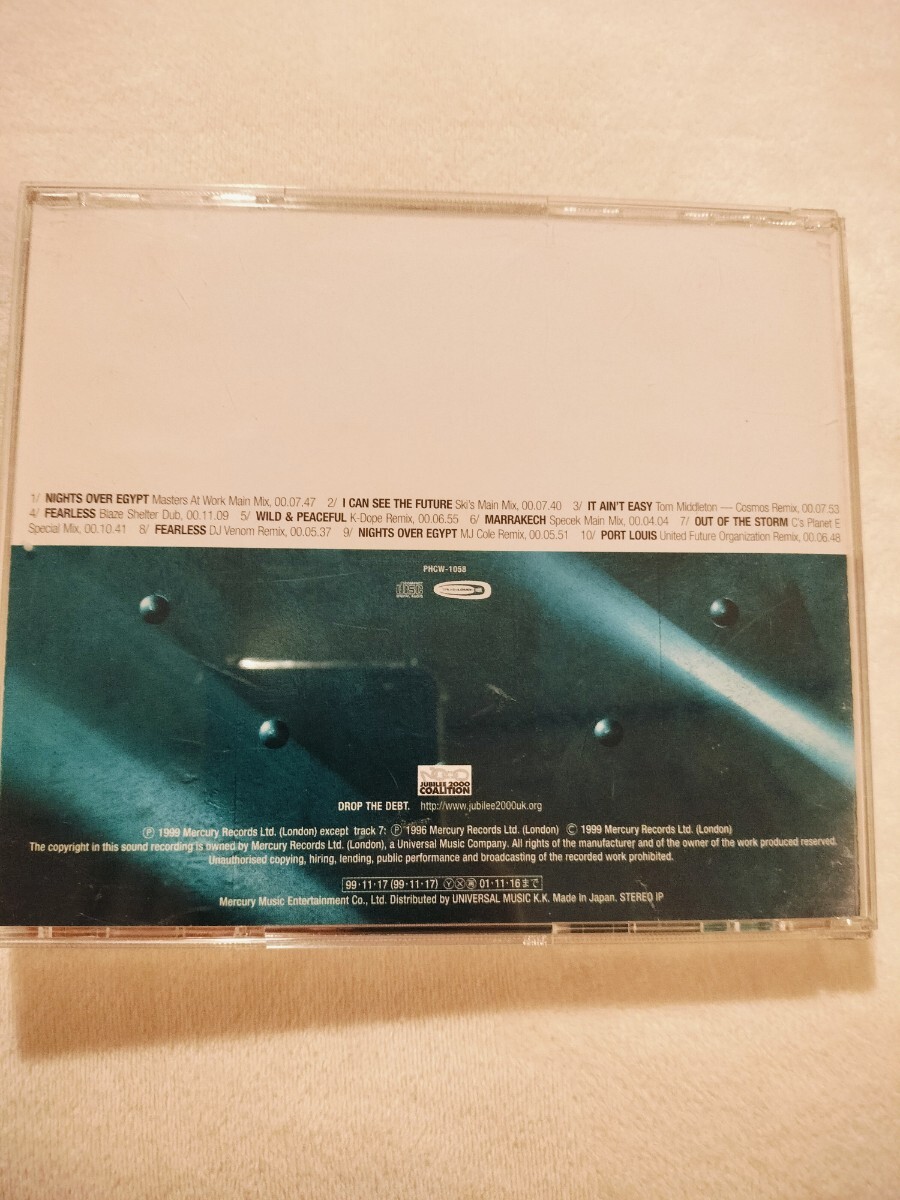 1/ NIGHTS OVER EGYPT Masters At Work Main Mix, 00.07.47 2/ I CAN SEE THE FUTURE Ski's Main Mix, 00.07.40 3/ IT AIN'T EASY Tom Middleton — Cosmos Remix, 00.07.53
4/ FEARLESS Blaze Shelter Dub, 00.11.09 5/ WILD & PEACEFUL K-Dope Remix, 00.06.55 6/ MARRAKECH Specek Main Mix, 00.04.04 7/ OUT OF THE STORM C's Planet E
Special Mix, 00.10.41 8/ FEARLESS DJ Venom Remix, 00.05.37 9/ NIGHTS OVER EGYPT MJ Cole Remix, 00.05.51 10/ PORT LOUIS United Future Organization Remix, 00.06.48
PHCW-1058
COMPACT disc DIGITAL AUDIO
JUBILEE 2000
COALITION
DROP THE DEBT. http://www.jubilee2000uk.org
Ⓟ 1999 Mercury Records Ltd. (London) except track 7: Ⓟ 1996 Mercury Records Ltd. (London) © 1999 Mercury Records Ltd. (London)
The copyright in this sound recording is owned by Mercury Records Ltd. (London), a Universal Music Company. All rights of the manufacturer and of the owner of the work produced reserved.
Unauthorised copying, hiring, lending, public performance and broadcasting of the recorded work prohibited.
99·11·17 (99·11·17) Ⓨ Ⓧ 再 01·11·16まで
Mercury Music Entertainment Co., Ltd. Distributed by UNIVERSAL MUSIC K.K. Made in Japan. STEREO IP